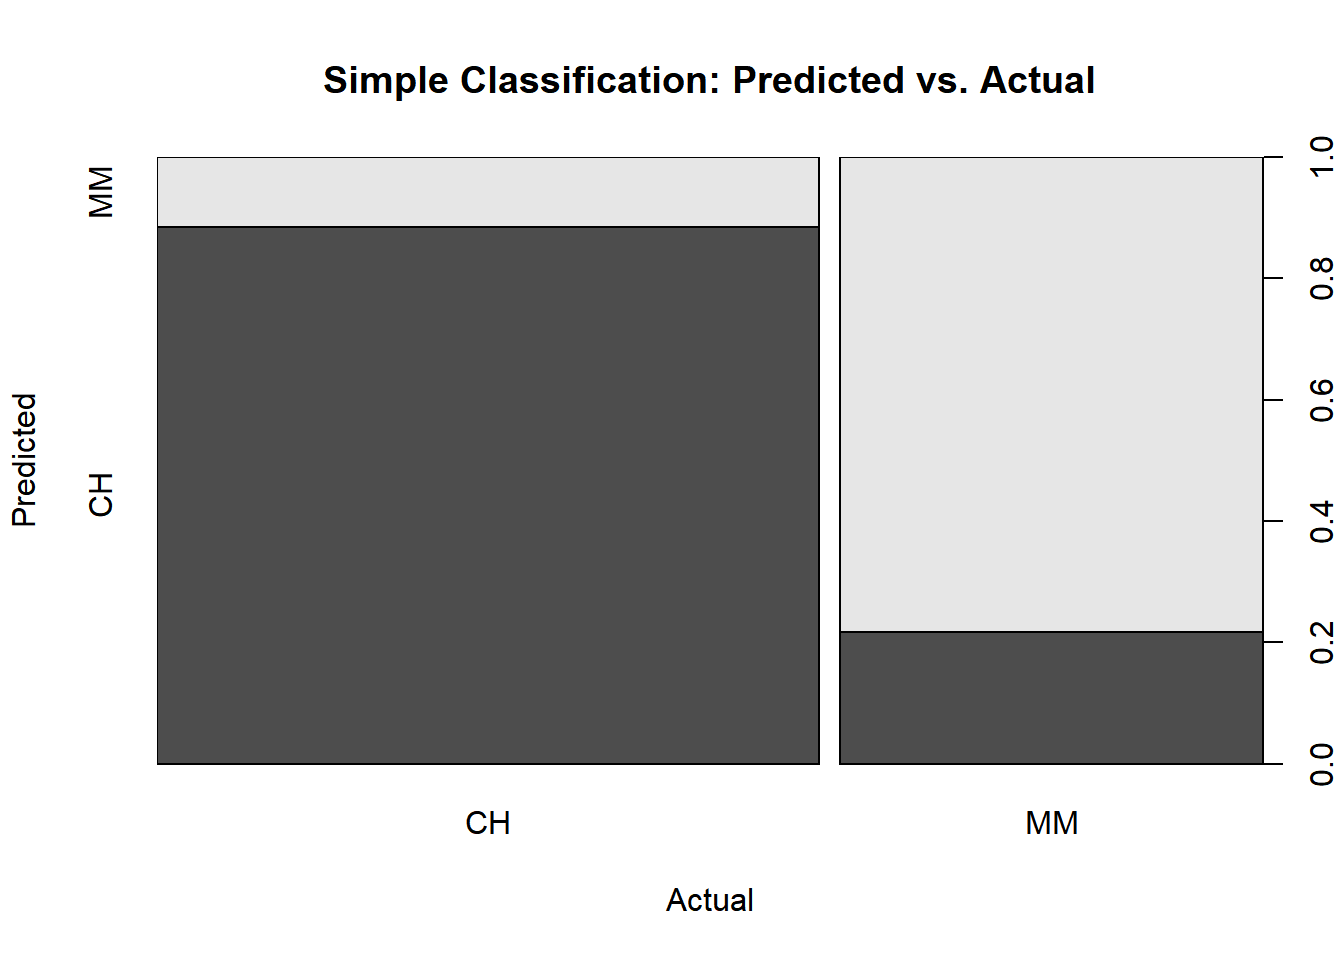 Simple Classification: Predicted vs. Actual
Predicted
MM
CH
1.0
0.8
0.6
0.4
0.2
0.0
CH
MM
Actual